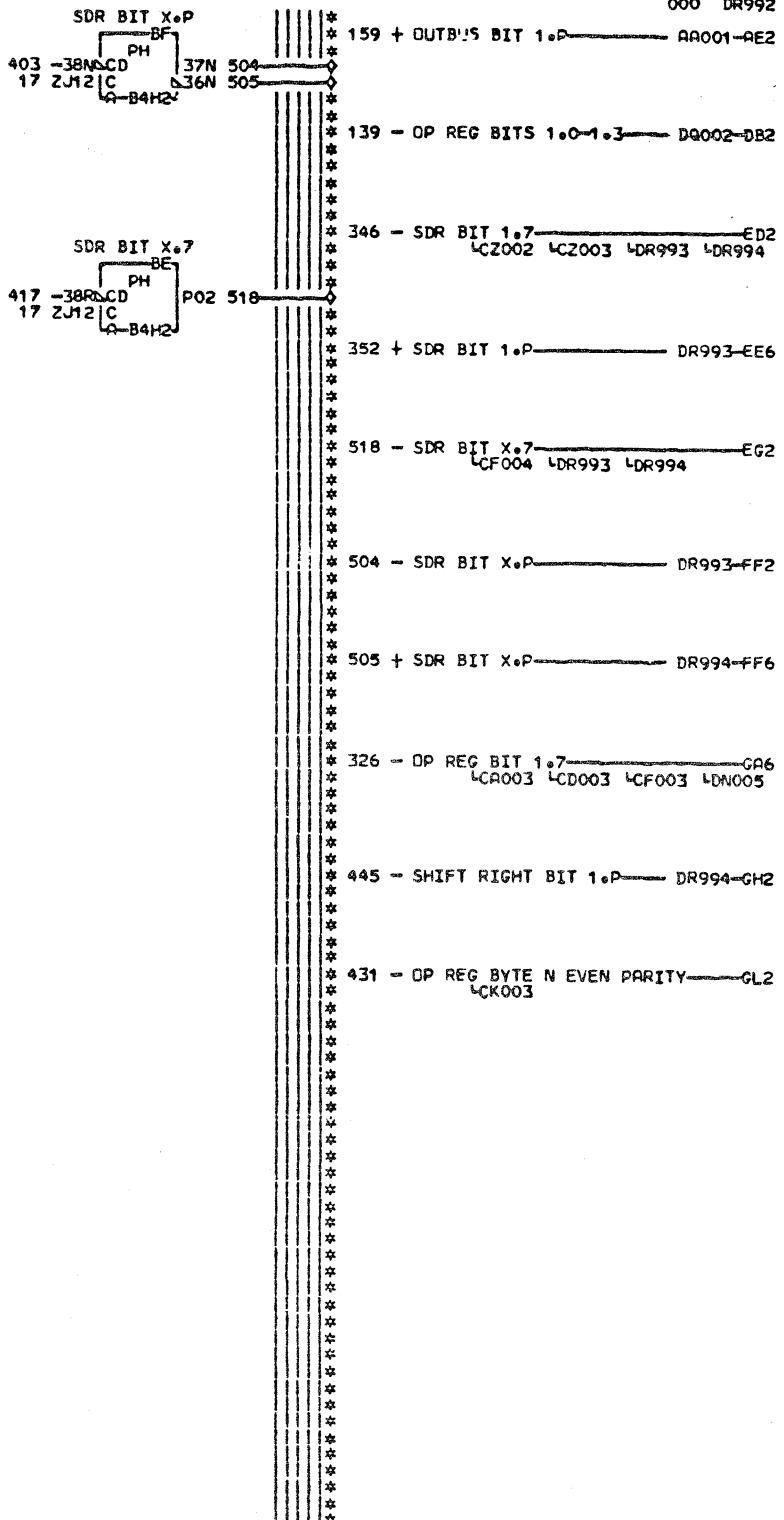 000 DR992
SDR BIT X.P
BF
PH
403 -38N CD 37N 504
17 ZJ12 C 36N 505
A-B4H2
159 + OUTBUS BIT 1.P AA001-AE2
139 - OP REG BITS 1.0-1.3 DQ002-DB2
346 - SDR BIT 1.7 ED2
CZ002 CZ003 DR993 DR994
SDR BIT X.7
BE
PH
417 -38R CD P02 518
17 ZJ12 C
A-B4H2
352 + SDR BIT 1.P DR993-EE6
518 - SDR BIT X.7 EG2
CF004 DR993 DR994
504 - SDR BIT X.P DR993-FF2
505 + SDR BIT X.P DR994-FF6
326 - OP REG BIT 1.7 GA6
CA003 CD003 CF003 DN005
445 - SHIFT RIGHT BIT 1.P DR994-GH2
431 - OP REG BYTE N EVEN PARITY GL2
CK003